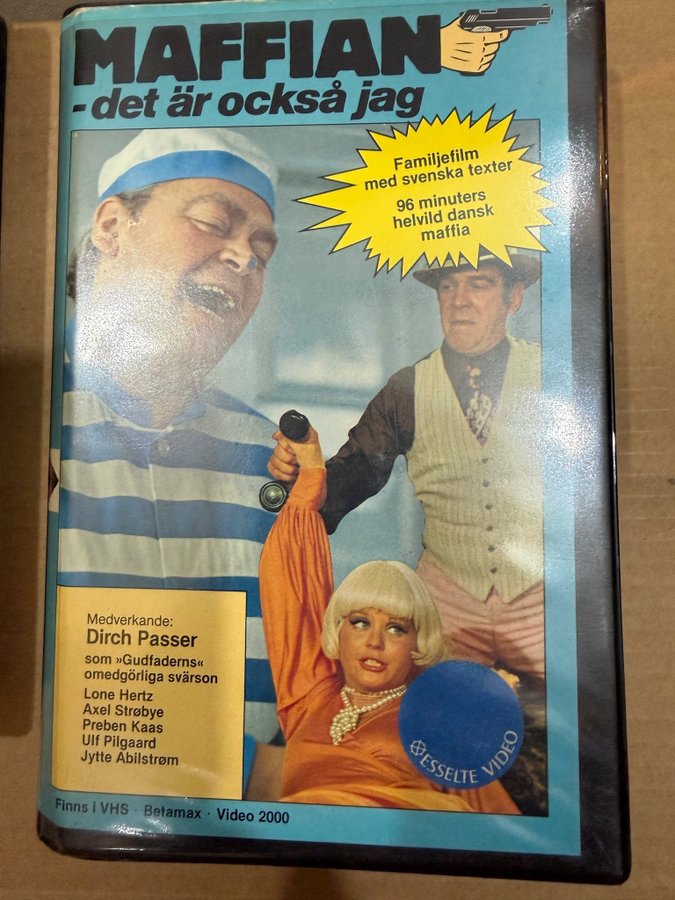 MAFFIAN
- det är också jag
Familjefilm
med svenska texter
96 minuters
helvild dansk
maffia
Medverkande:
Dirch Passer
som »Gudfaderns«
omedgörliga svärson
Lone Hertz
Axel Strøbye
Preben Kaas
Ulf Pilgaard
Jytte Abilstrøm
ESSELTE VIDEO
Finns i VHS · Betamax · Video 2000